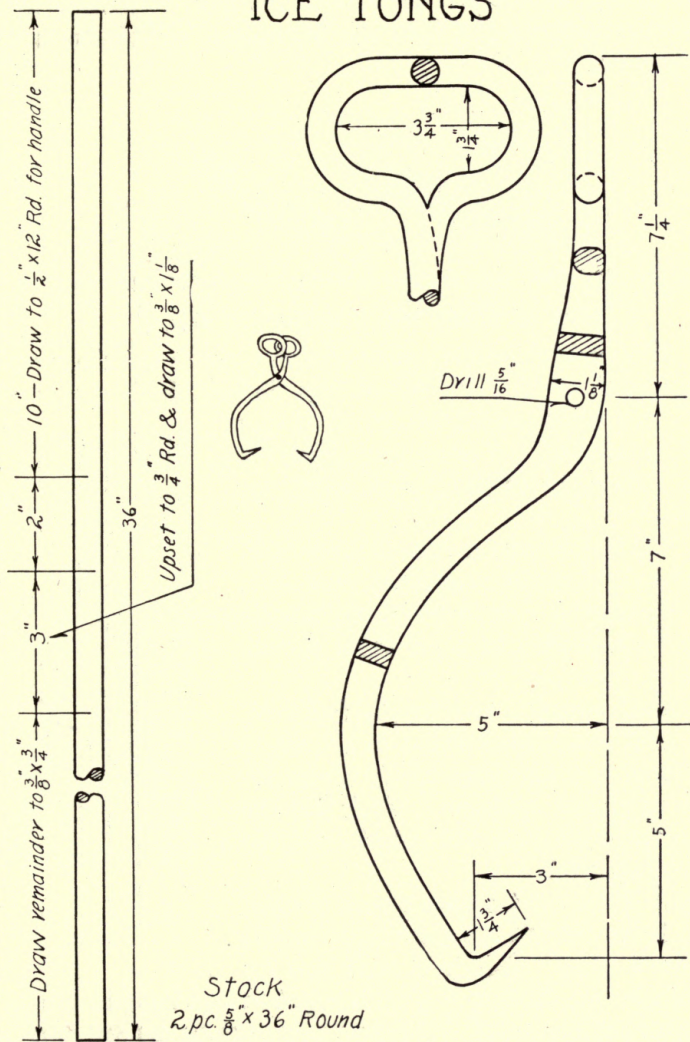 ICE TONGS
10"-Draw to 1/2" x 12" Rd. for handle
2"
3"
Draw remainder to 3/8" x 3/4"
36"
Upset to 3/4" Rd. & draw to 3/8" x 1 1/8"
3 3/4"
1 3/4"
7 1/4"
Drill 5/16"
1 1/8"
7"
5"
5"
3"
1 3/4"
Stock
2 pc. 5/8" x 36" Round